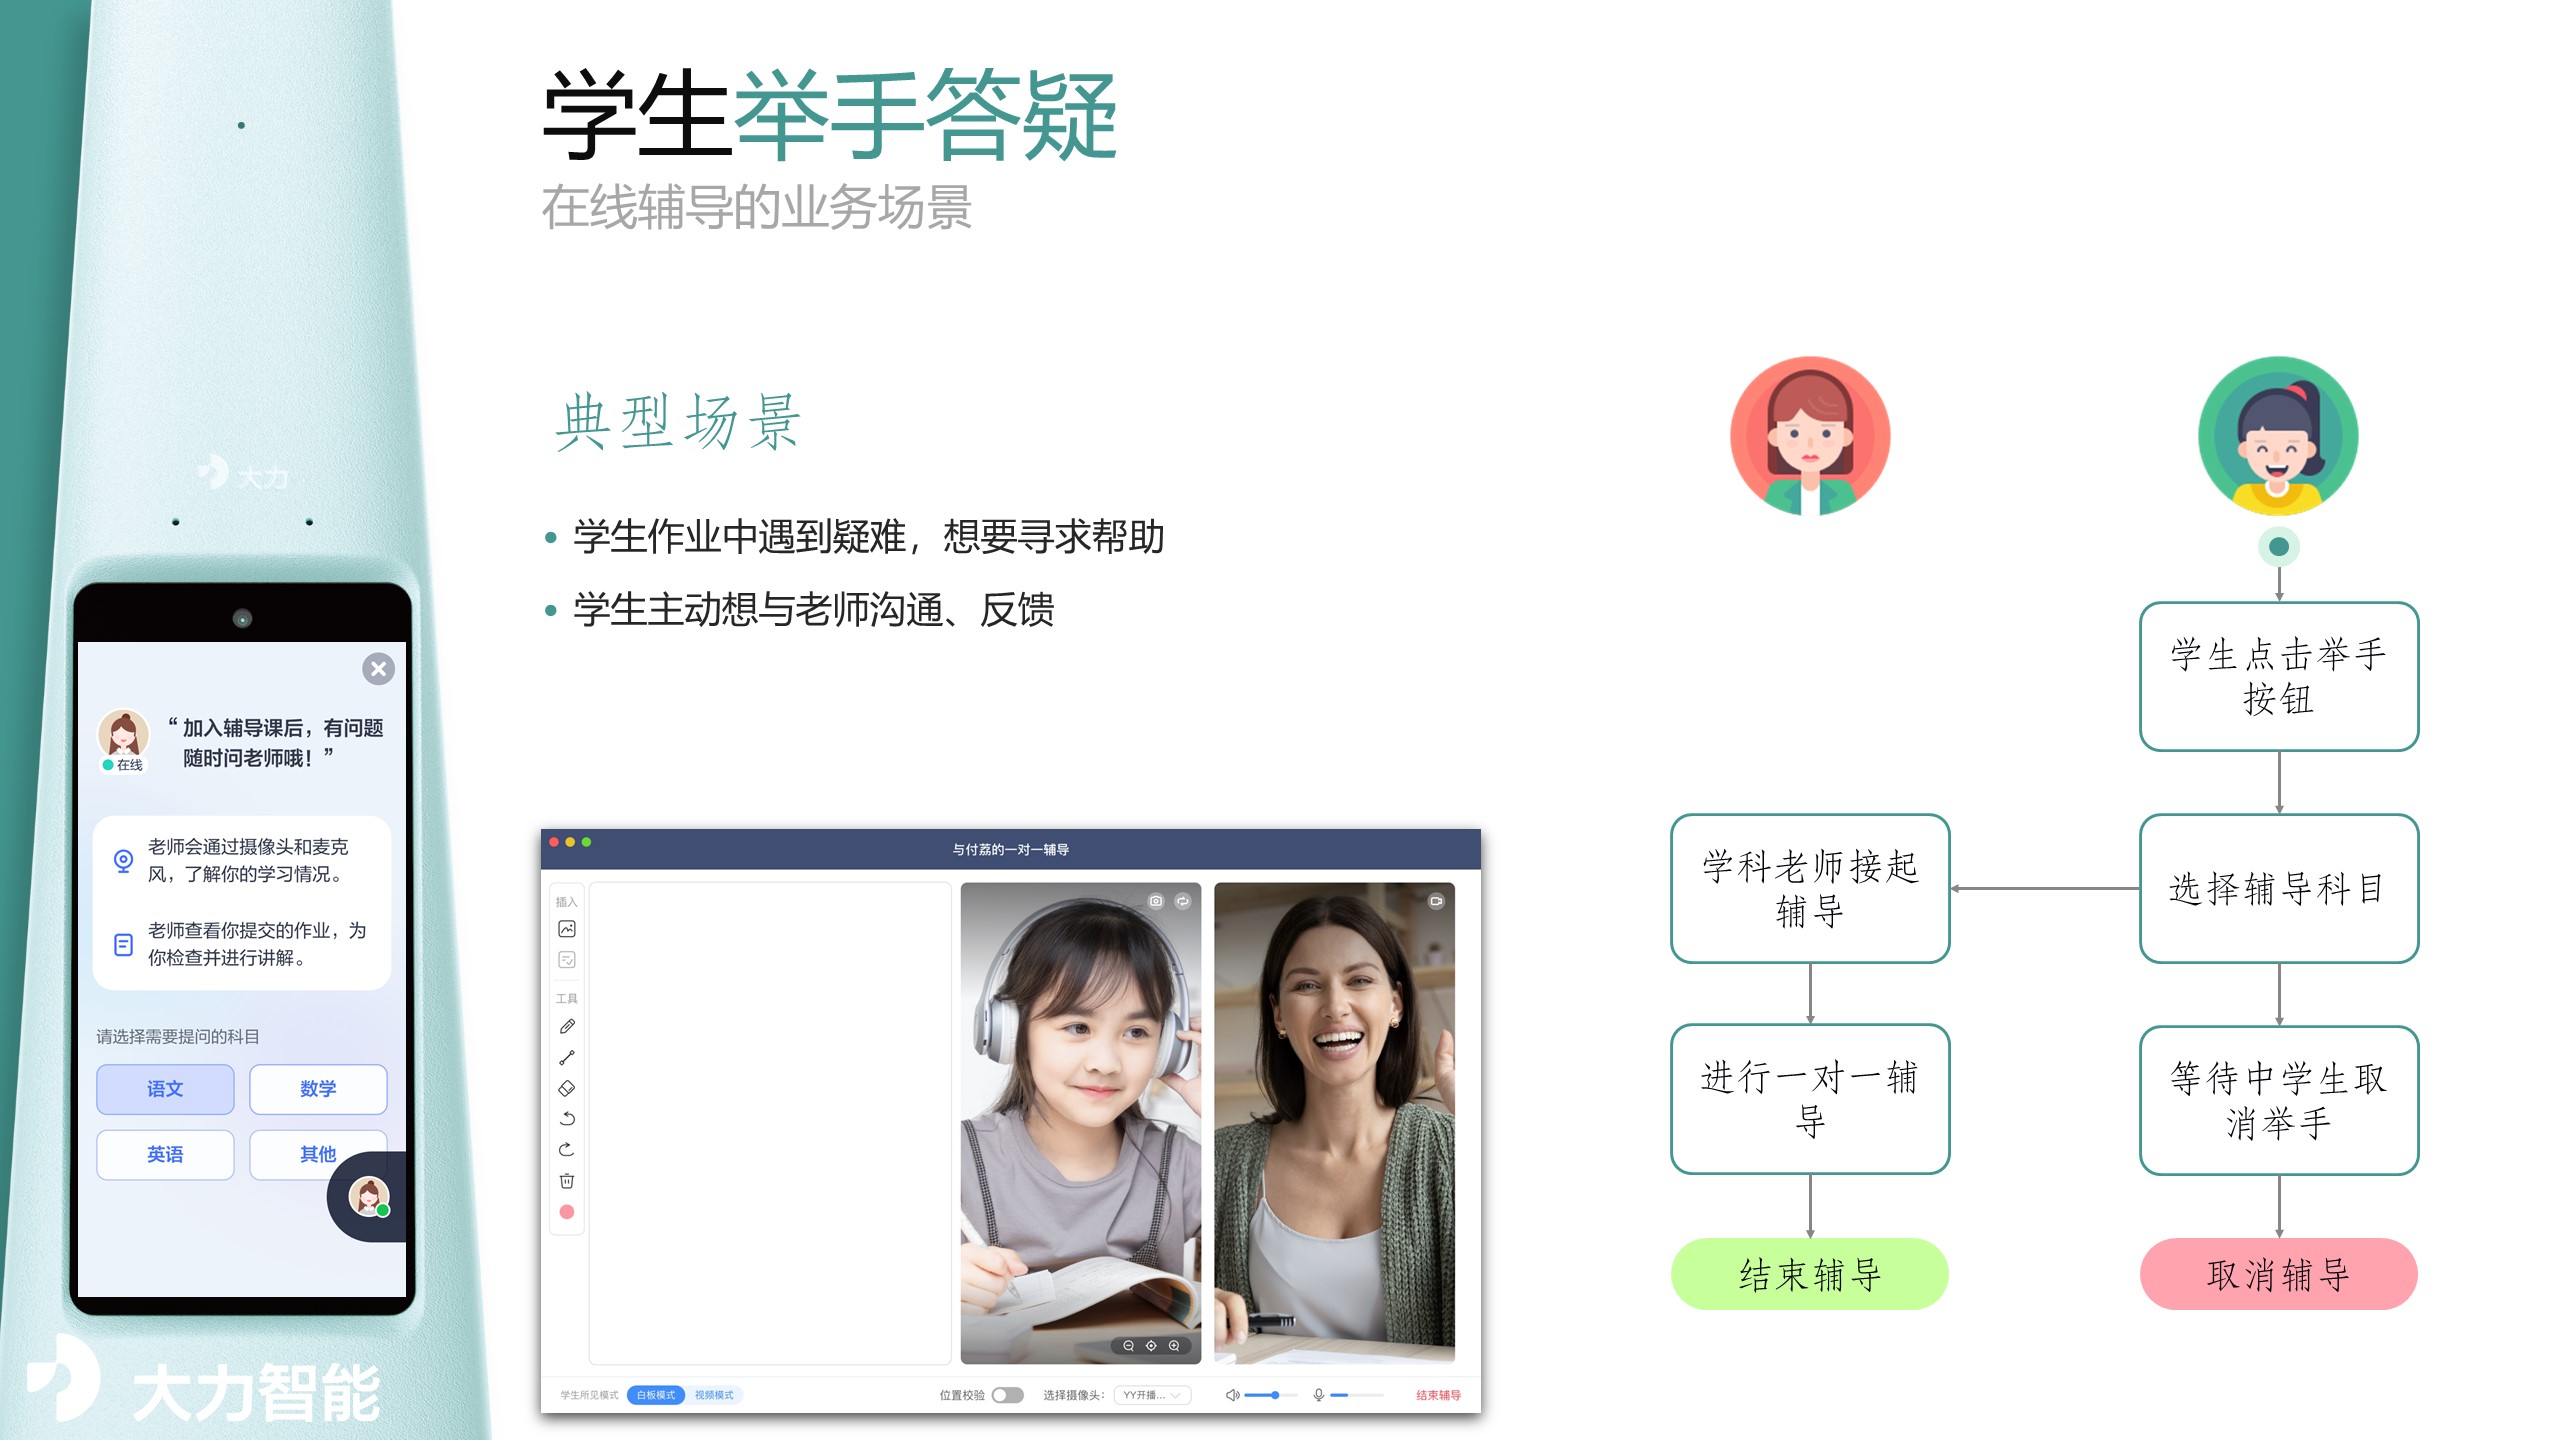 学生举手答疑
在线辅导的业务场景
大力
典型场景
• 学生作业中遇到疑难，想要寻求帮助
• 学生主动想与老师沟通、反馈
在线
“加入辅导课后，有问题
随时问老师哦！”
老师会通过摄像头和麦克
风，了解你的学习情况。
老师查看你提交的作业，为
你检查并进行讲解。
请选择需要提问的科目
语文
数学
英语
其他
大力智能
与付荔的一对一辅导
插入
工具
学生所见模式
白板模式
视频模式
位置校验
选择摄像头：
YY开播...
结束辅导
学生点击举手
按钮
选择辅导科目
学科老师接起
辅导
进行一对一辅
导
等待中学生取
消举手
结束辅导
取消辅导